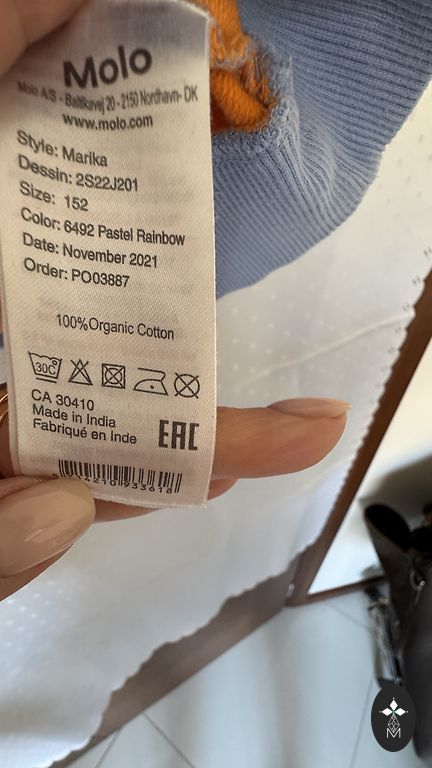 Molo
Molo A/S - Baltikavej 20 - 2150 Nordhavn- DK
www.molo.com
Style: Marika
Dessin: 2S22J201
Size: 152
Color: 6492 Pastel Rainbow
Date: November 2021
Order: PO03887
100%Organic Cotton
30C
CA 30410
Made in India
Fabriqué en Inde
EAC
M